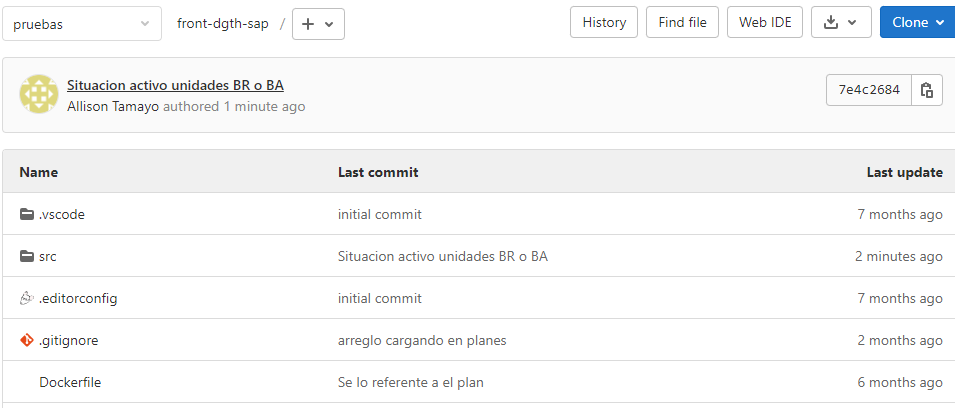 pruebas front-dgth-sap / + History Find file Web IDE Clone
Situacion activo unidades BR o BA
Allison Tamayo authored 1 minute ago 7e4c2684
Name Last commit Last update
.vscode initial commit 7 months ago
src Situacion activo unidades BR o BA 2 minutes ago
.editorconfig initial commit 7 months ago
.gitignore arreglo cargando en planes 2 months ago
Dockerfile Se lo referente a el plan 6 months ago